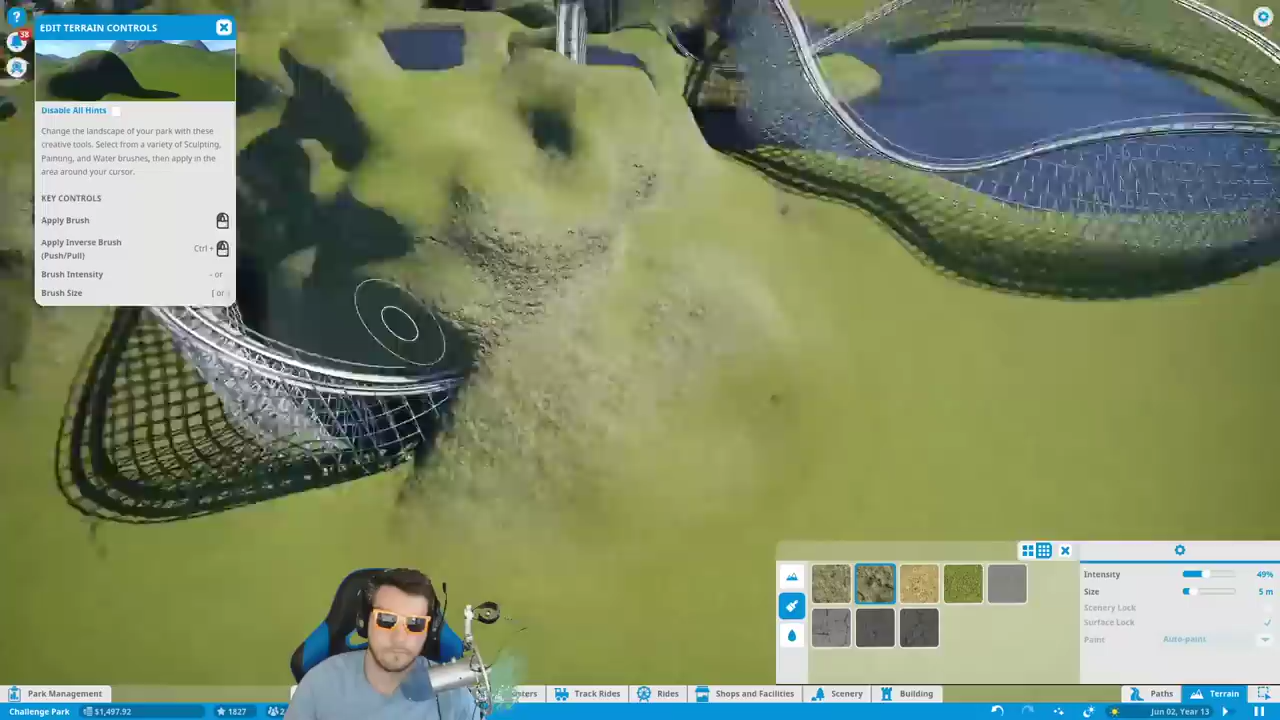 ?
38
EDIT TERRAIN CONTROLS
Disable All Hints
Change the landscape of your park with these
creative tools. Select from a variety of Sculpting,
Painting, and Water brushes, then apply in the
area around your cursor.
KEY CONTROLS
Apply Brush
Apply Inverse Brush
(Push/Pull)
Ctrl +
Brush Intensity
- or
Brush Size
[ or
Intensity
49%
Size
5 m
Scenery Lock
Surface Lock
Paint
Auto-paint
Park Management
Track Rides
Rides
Shops and Facilities
Scenery
Building
Paths
Terrain
Challenge Park
$1,497.92
1827
Jun 02, Year 13